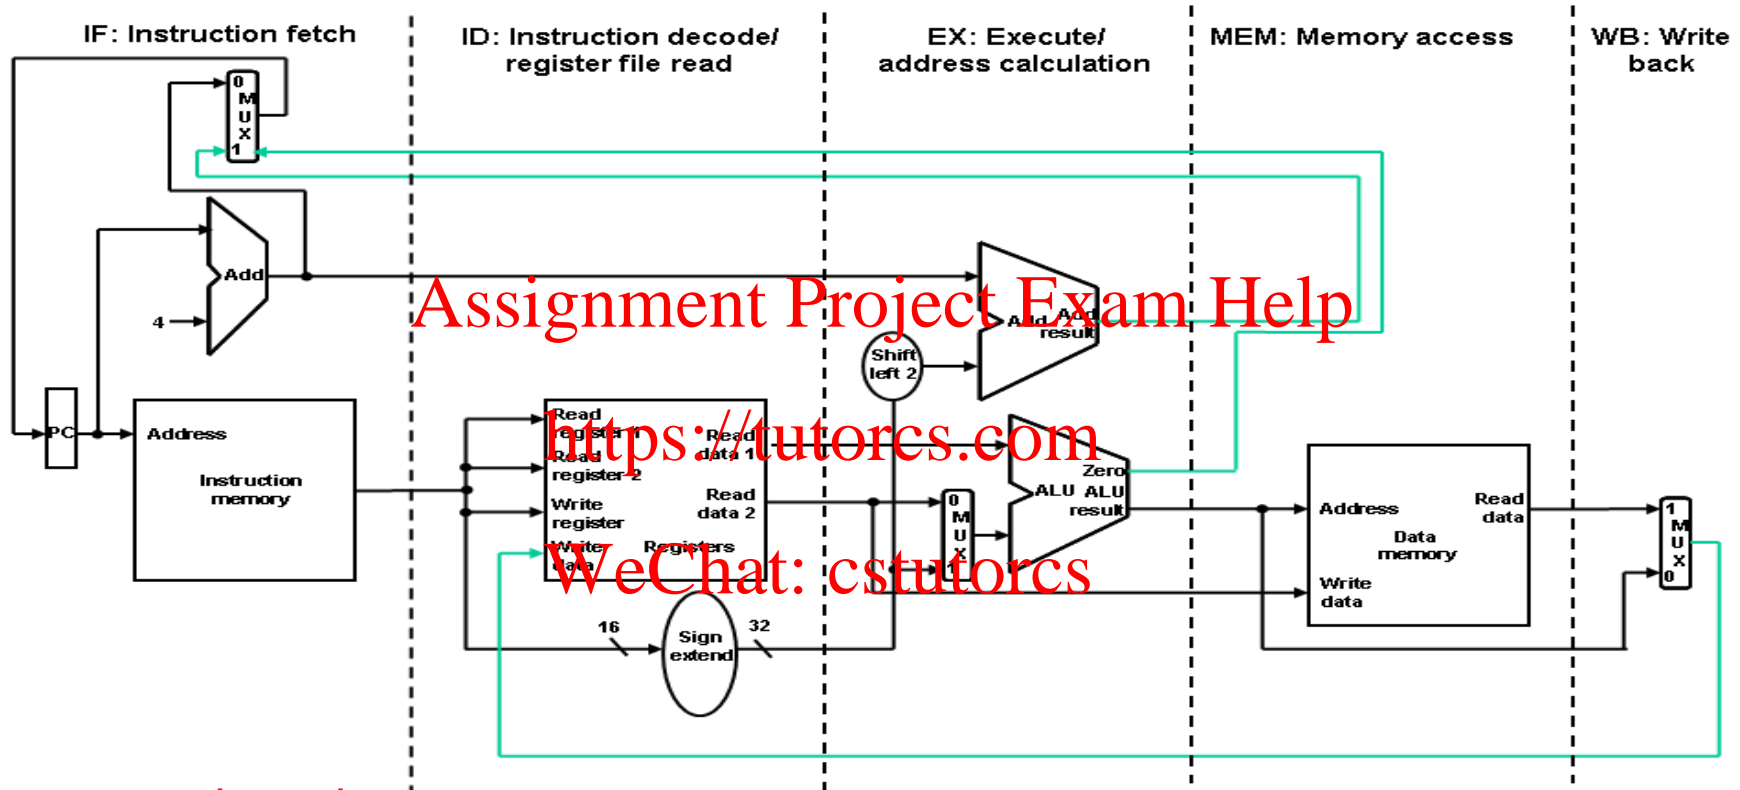 IF: Instruction fetch
ID: Instruction decode/
register file read
EX: Execute/
address calculation
MEM: Memory access
WB: Write
back
0
M
U
X
1
Add
4
Add
Add
result
Shift
left 2
Assignment Project Exam Help
PC
Address
Instruction
memory
Read
register 1
Read
register 2
Write
register
Write
data
Read
data 1
Read
data 2
Registers
https://tutorcs.com
WeChat: cstutorcs
0
M
U
X
1
Zero
ALU
ALU
result
Address
Read
data
Data
memory
Write
data
1
M
U
X
0
16
Sign
extend
32